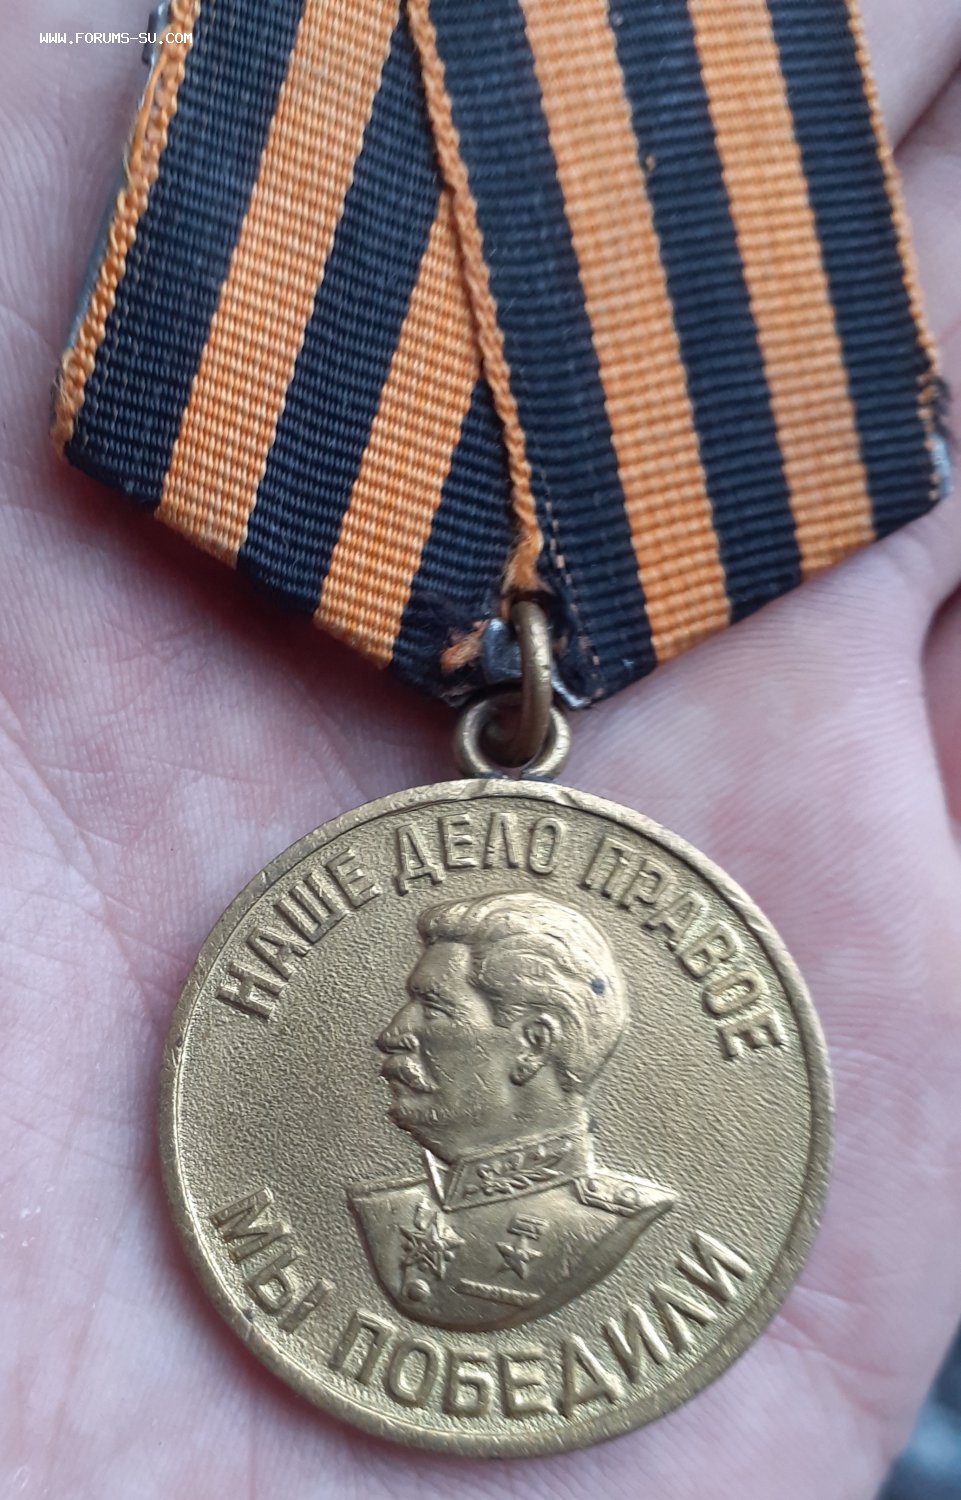 WWW.FORUMS-SU.COM
НАШЕ ДЕЛО ПРАВОЕ
МЫ ПОБЕДИЛИ